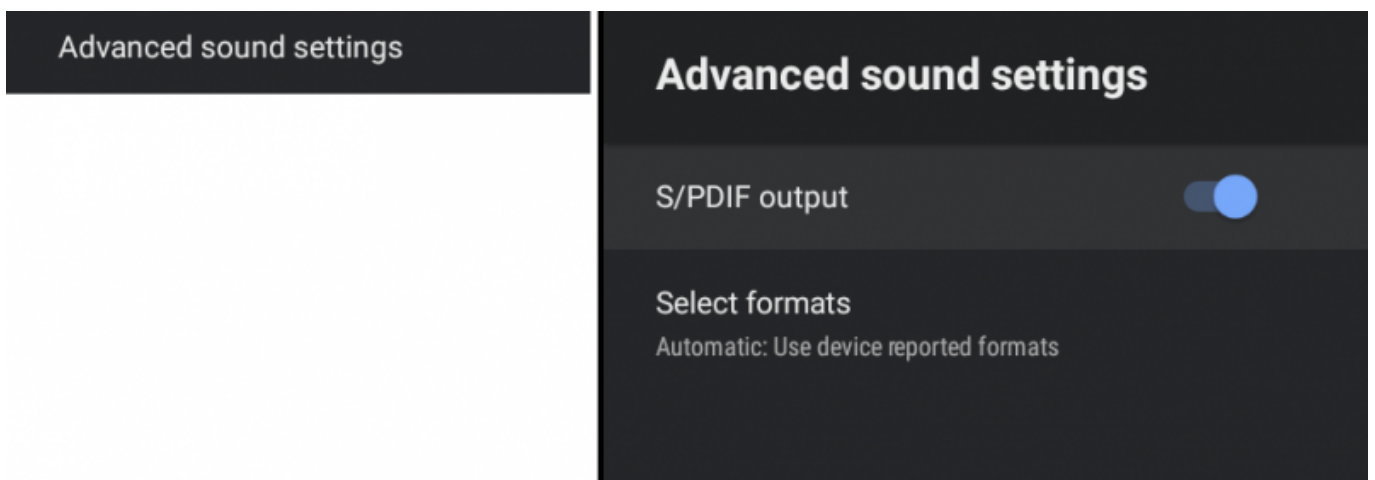 Advanced sound settings
Advanced sound settings
S/PDIF output
Select formats
Automatic: Use device reported formats